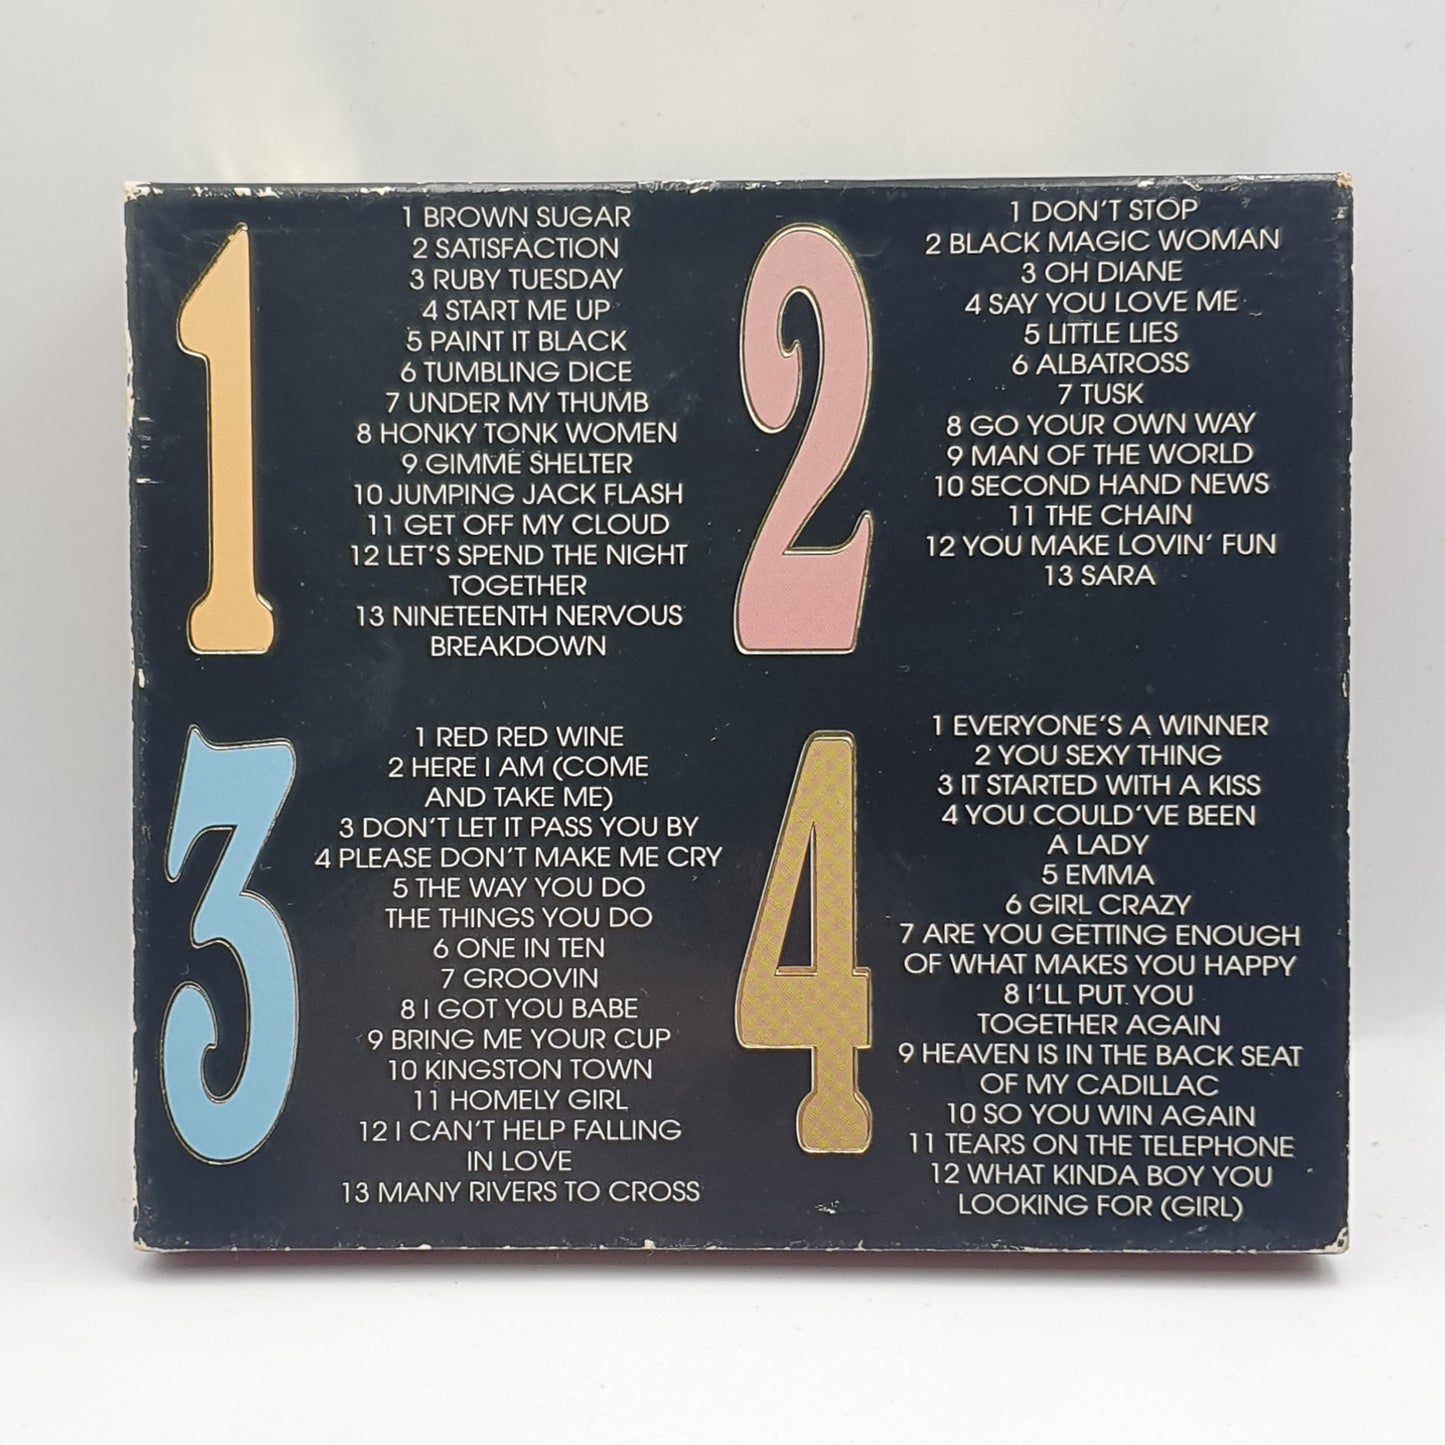 1
1 BROWN SUGAR
2 SATISFACTION
3 RUBY TUESDAY
4 START ME UP
5 PAINT IT BLACK
6 TUMBLING DICE
7 UNDER MY THUMB
8 HONKY TONK WOMEN
9 GIMME SHELTER
10 JUMPING JACK FLASH
11 GET OFF MY CLOUD
12 LET'S SPEND THE NIGHT
TOGETHER
13 NINETEENTH NERVOUS
BREAKDOWN
2
1 DON'T STOP
2 BLACK MAGIC WOMAN
3 OH DIANE
4 SAY YOU LOVE ME
5 LITTLE LIES
6 ALBATROSS
7 TUSK
8 GO YOUR OWN WAY
9 MAN OF THE WORLD
10 SECOND HAND NEWS
11 THE CHAIN
12 YOU MAKE LOVIN' FUN
13 SARA
3
1 RED RED WINE
2 HERE I AM (COME
AND TAKE ME)
3 DON'T LET IT PASS YOU BY
4 PLEASE DON'T MAKE ME CRY
5 THE WAY YOU DO
THE THINGS YOU DO
6 ONE IN TEN
7 GROOVIN
8 I GOT YOU BABE
9 BRING ME YOUR CUP
10 KINGSTON TOWN
11 HOMELY GIRL
12 I CAN'T HELP FALLING
IN LOVE
13 MANY RIVERS TO CROSS
4
1 EVERYONE'S A WINNER
2 YOU SEXY THING
3 IT STARTED WITH A KISS
4 YOU COULD'VE BEEN
A LADY
5 EMMA
6 GIRL CRAZY
7 ARE YOU GETTING ENOUGH
OF WHAT MAKES YOU HAPPY
8 I'LL PUT YOU
TOGETHER AGAIN
9 HEAVEN IS IN THE BACK SEAT
OF MY CADILLAC
10 SO YOU WIN AGAIN
11 TEARS ON THE TELEPHONE
12 WHAT KINDA BOY YOU
LOOKING FOR (GIRL)